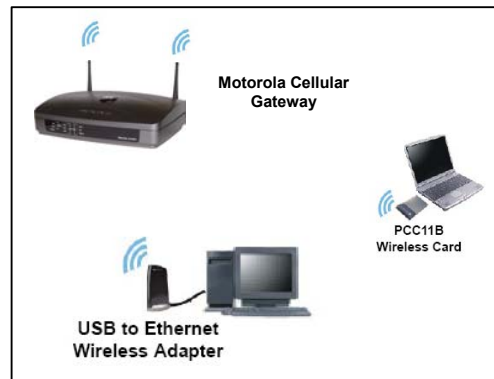 Motorola Cellular
Gateway
PCC11B
Wireless Card
USB to Ethernet
Wireless Adapter